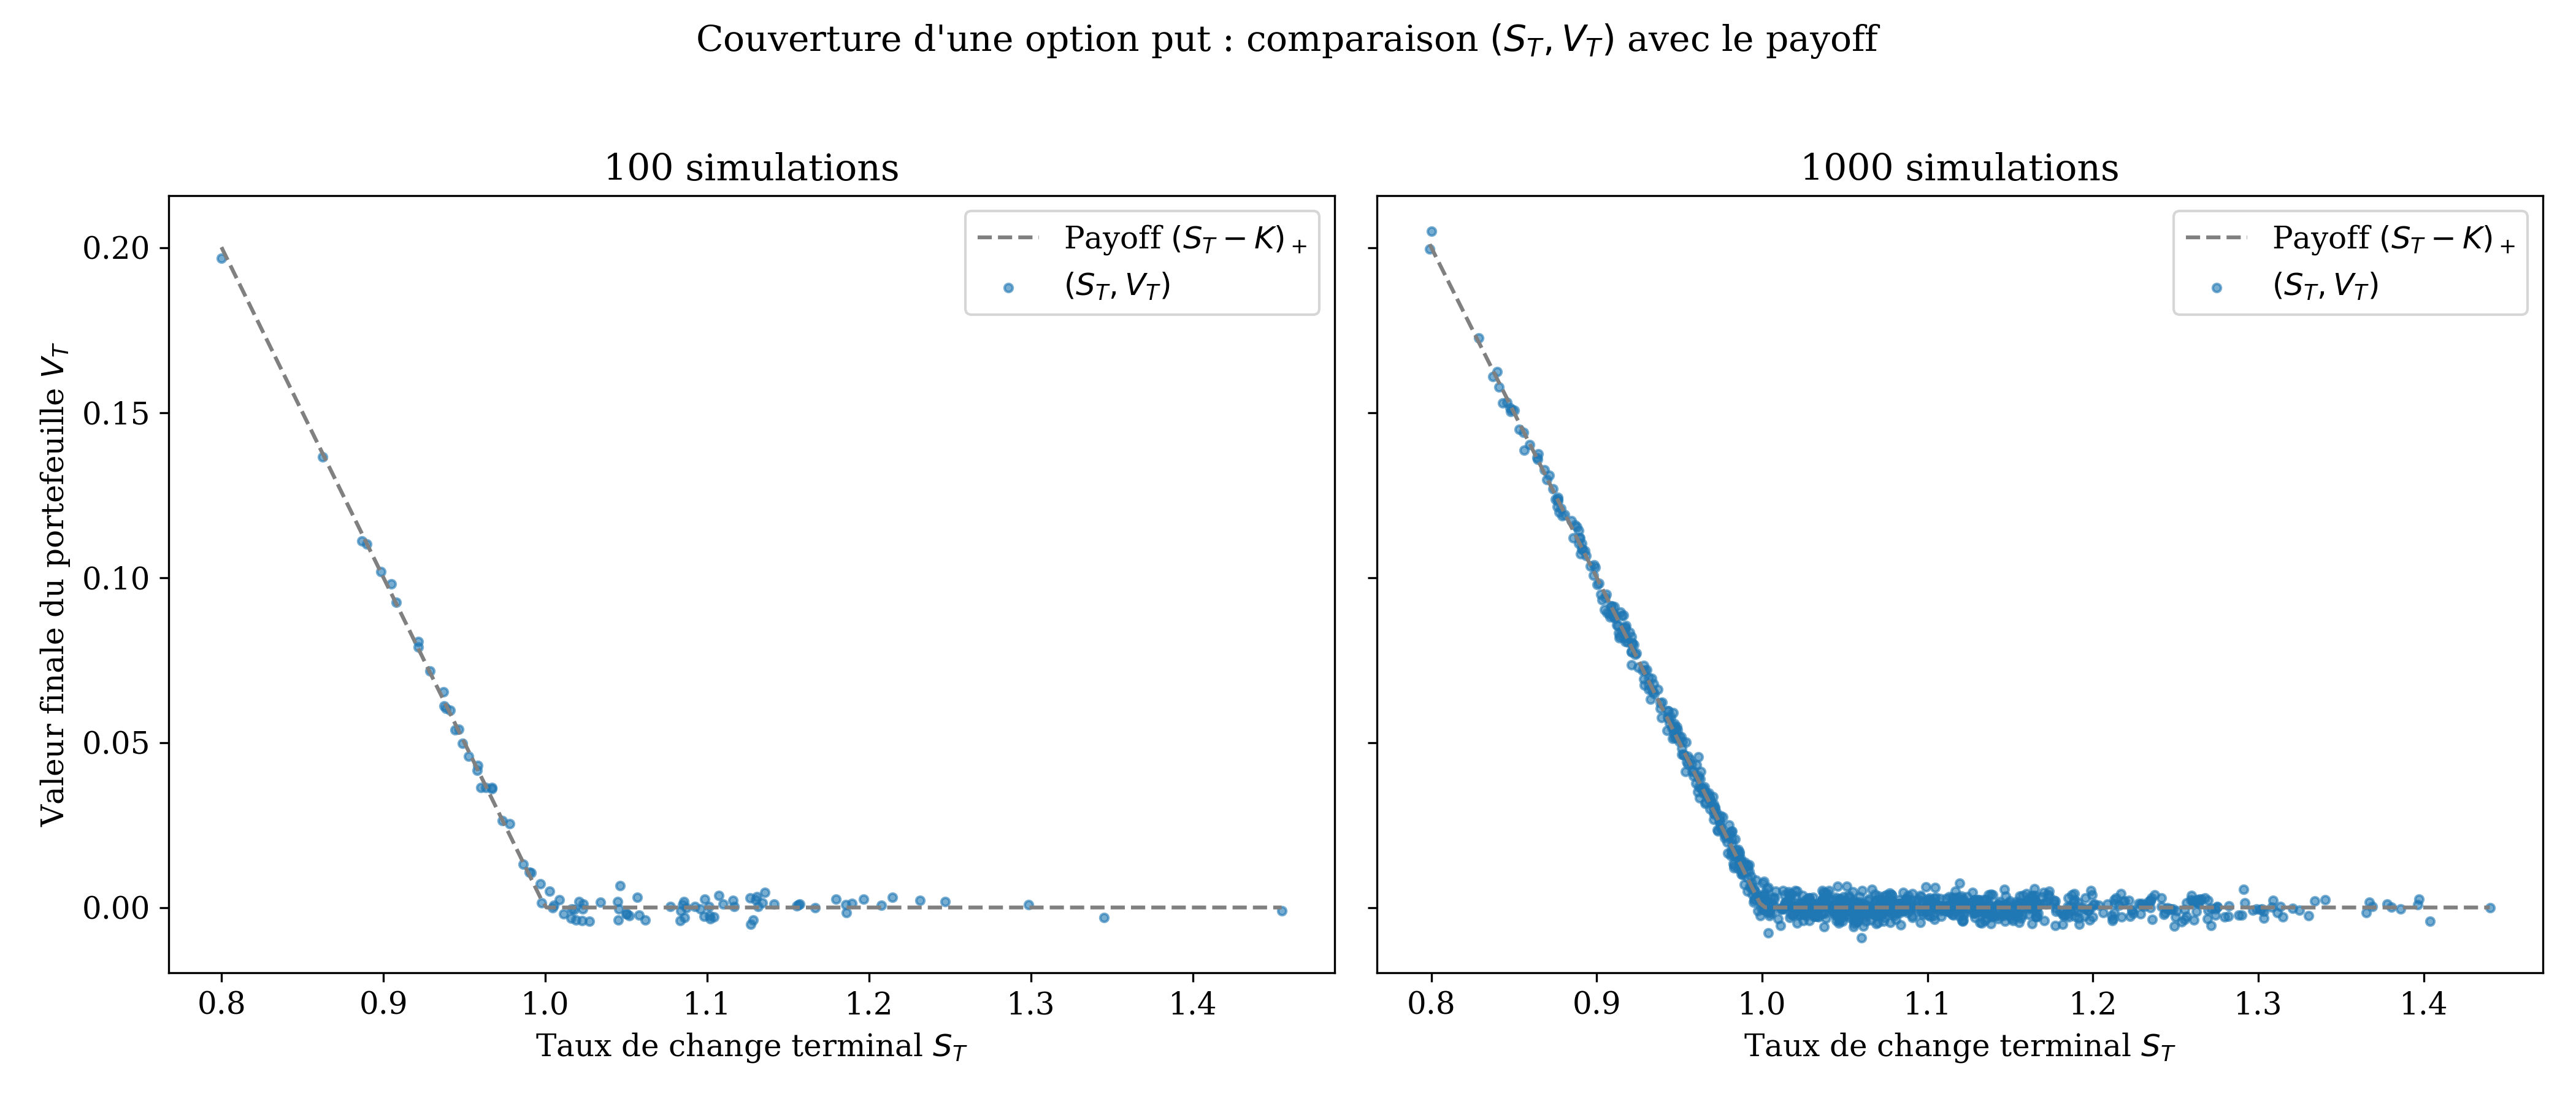 Couverture d'une option put : comparaison (S_T, V_T) avec le payoff
100 simulations
Payoff (S_T − K)_+
(S_T, V_T)
Valeur finale du portefeuille V_T
0.20
0.15
0.10
0.05
0.00
0.8 0.9 1.0 1.1 1.2 1.3 1.4
Taux de change terminal S_T
1000 simulations
Payoff (S_T − K)_+
(S_T, V_T)
0.8 0.9 1.0 1.1 1.2 1.3 1.4
Taux de change terminal S_T